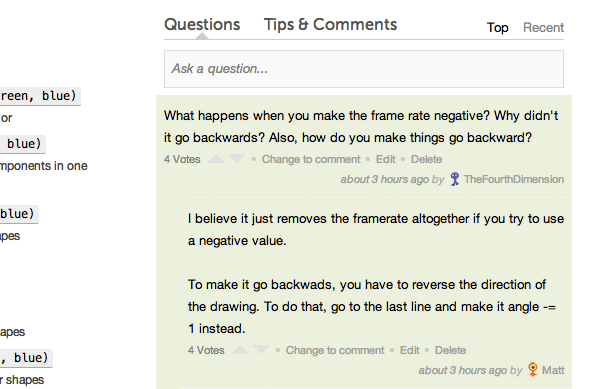 Questions Tips & Comments Top Recent
Ask a question...
reen, blue)
or
blue)
mponents in one
blue)
apes
apes
, blue)
r shapes
What happens when you make the frame rate negative? Why didn't
it go backwards? Also, how do you make things go backward?
4 Votes • Change to comment • Edit • Delete
about 3 hours ago by TheFourthDimension
I believe it just removes the framerate altogether if you try to use
a negative value.
To make it go backwads, you have to reverse the direction of
the drawing. To do that, go to the last line and make it angle -=
1 instead.
4 Votes • Change to comment • Edit • Delete
about 3 hours ago by Matt